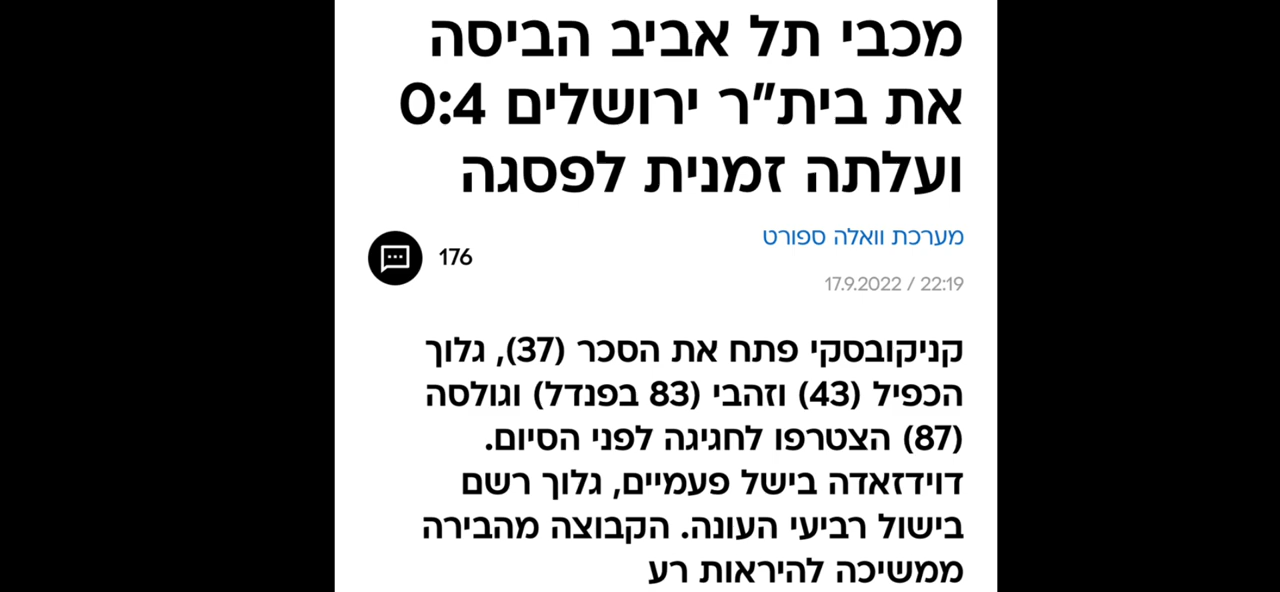 מכבי תל אביב הביסה
את בית"ר ירושלים 0:4
ועלתה זמנית לפסגה
מערכת וואלה ספורט
176
17.9.2022 / 22:19
קניקובסקי פתח את הסכר (37), גלוך
הכפיל (43) וזהבי (83 בפנדל) וגולסה
(87) הצטרפו לחגיגה לפני הסיום.
דוידזאדה בישל פעמיים, גלוך רשם
בישול רביעי העונה. הקבוצה מהבירה
ממשיכה להיראות רע